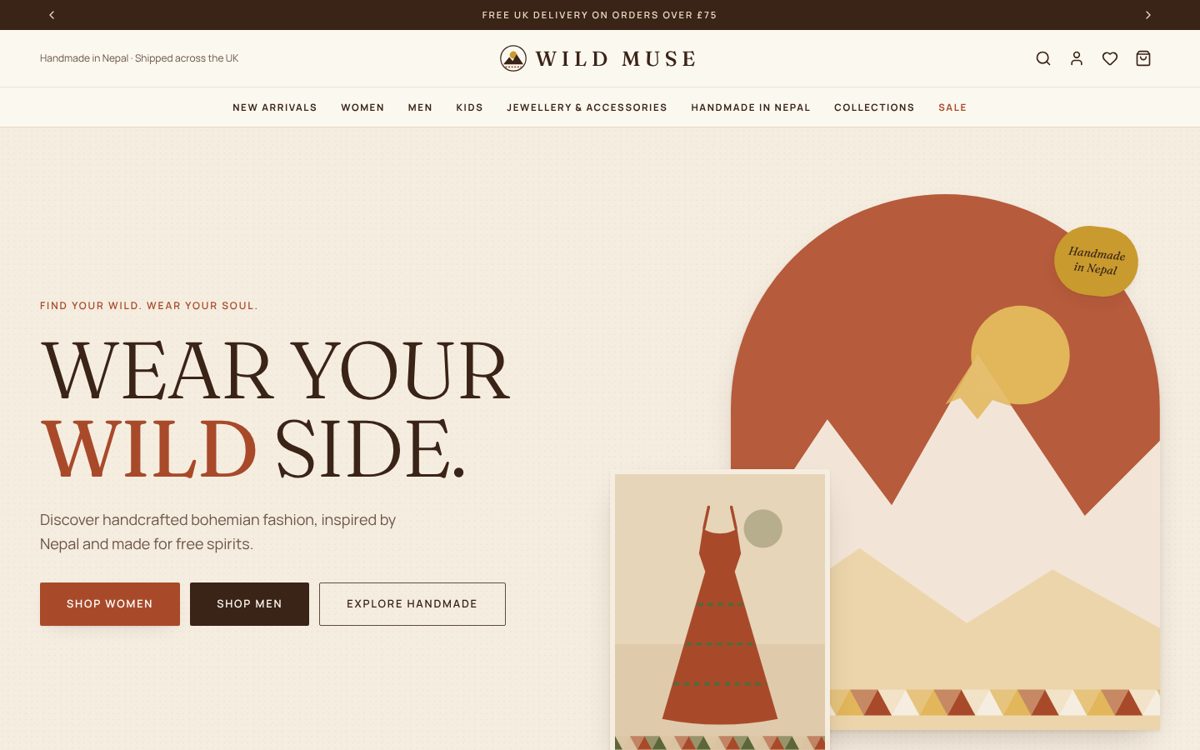 FREE UK DELIVERY ON ORDERS OVER £75
Handmade in Nepal · Shipped across the UK
WILD MUSE
NEW ARRIVALS WOMEN MEN KIDS JEWELLERY & ACCESSORIES HANDMADE IN NEPAL COLLECTIONS SALE
Handmade
in Nepal
FIND YOUR WILD. WEAR YOUR SOUL.
WEAR YOUR
WILD SIDE.
Discover handcrafted bohemian fashion, inspired by
Nepal and made for free spirits.
SHOP WOMEN SHOP MEN EXPLORE HANDMADE